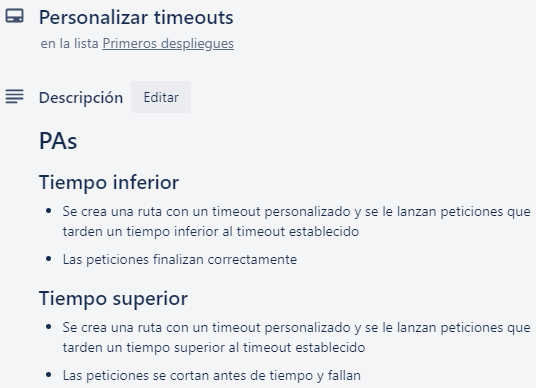 Personalizar timeouts
en la lista Primeros despliegues
Descripción Editar
PAs
Tiempo inferior
Se crea una ruta con un timeout personalizado y se le lanzan peticiones que
tarden un tiempo inferior al timeout establecido
Las peticiones finalizan correctamente
Tiempo superior
Se crea una ruta con un timeout personalizado y se le lanzan peticiones que
tarden un tiempo superior al timeout establecido
Las peticiones se cortan antes de tiempo y fallan